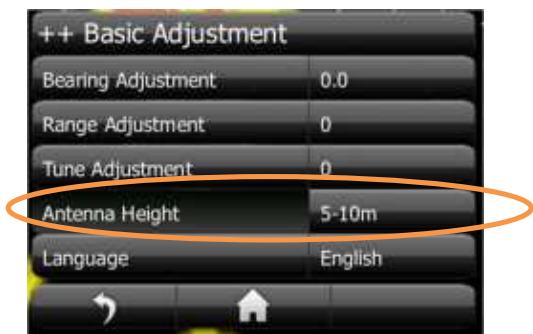 ++ Basic Adjustment
Bearing Adjustment 0.0
Range Adjustment 0
Tune Adjustment 0
Antenna Height 5-10m
Language English